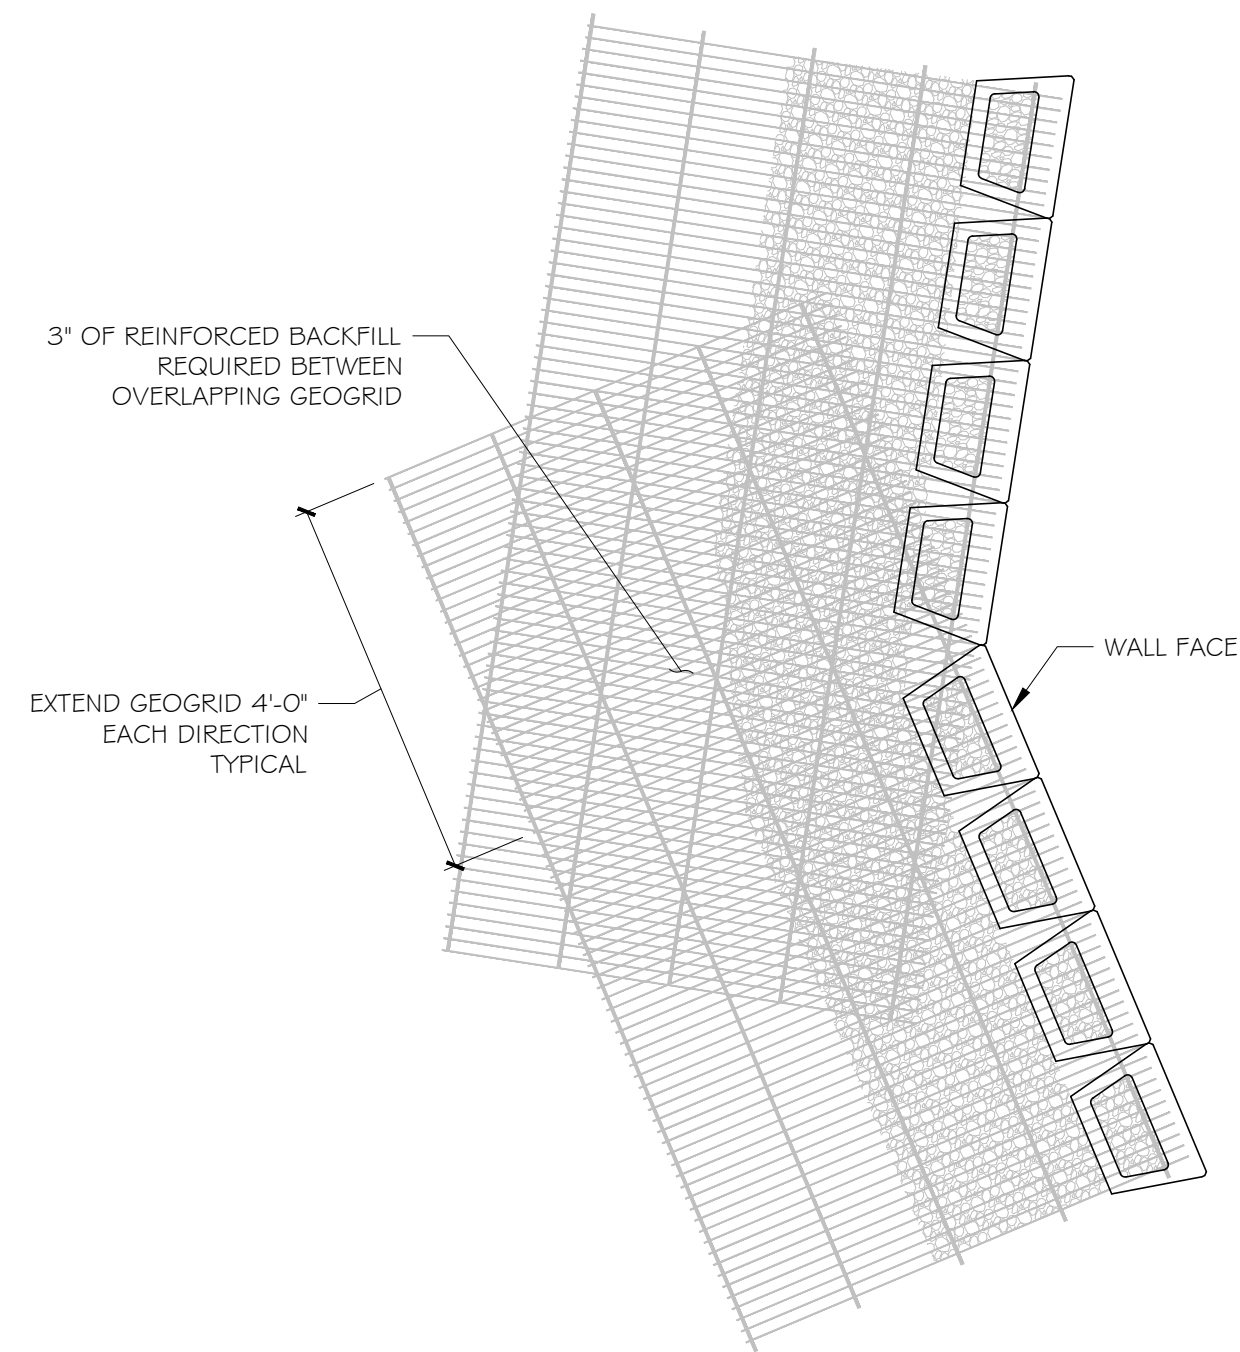 3" OF REINFORCED BACKFILL
REQUIRED BETWEEN
OVERLAPPING GEOGRID
WALL FACE
EXTEND GEOGRID 4'-0"
EACH DIRECTION
TYPICAL